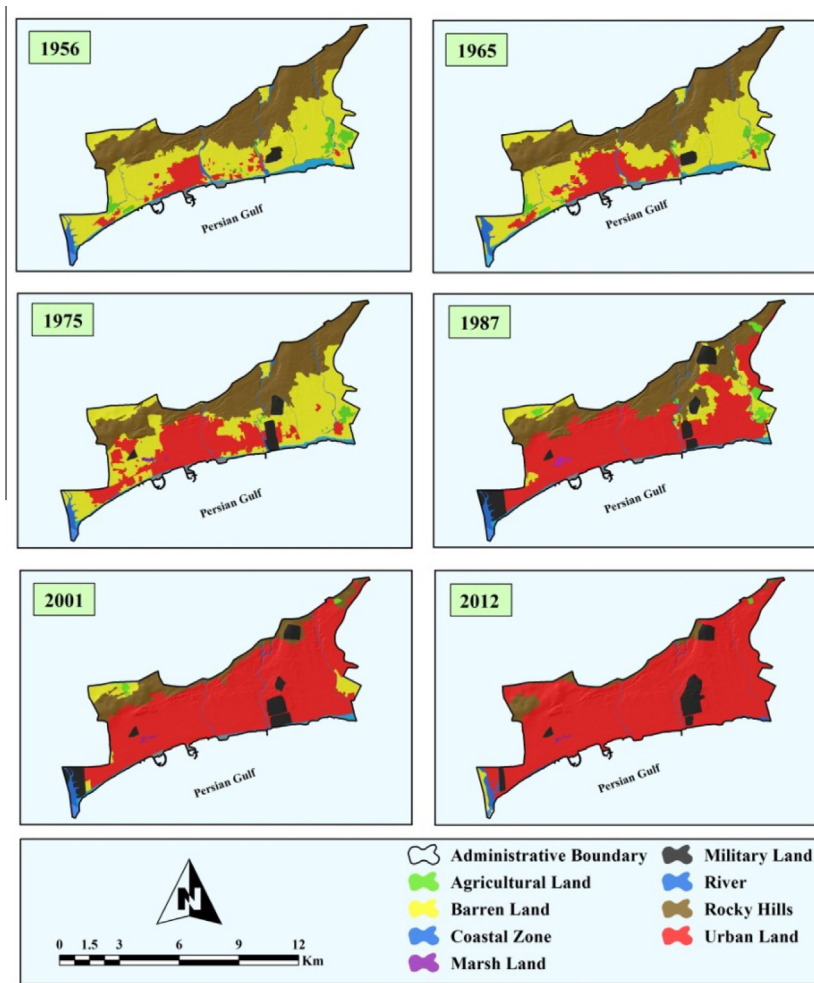 1956
1965
Persian Gulf
Persian Gulf
1975
1987
Persian Gulf
Persian Gulf
2001
2012
Persian Gulf
Persian Gulf
N
0 1.5 3 6 9 12
Km
Administrative Boundary
Agricultural Land
Barren Land
Coastal Zone
Marsh Land
Military Land
River
Rocky Hills
Urban Land